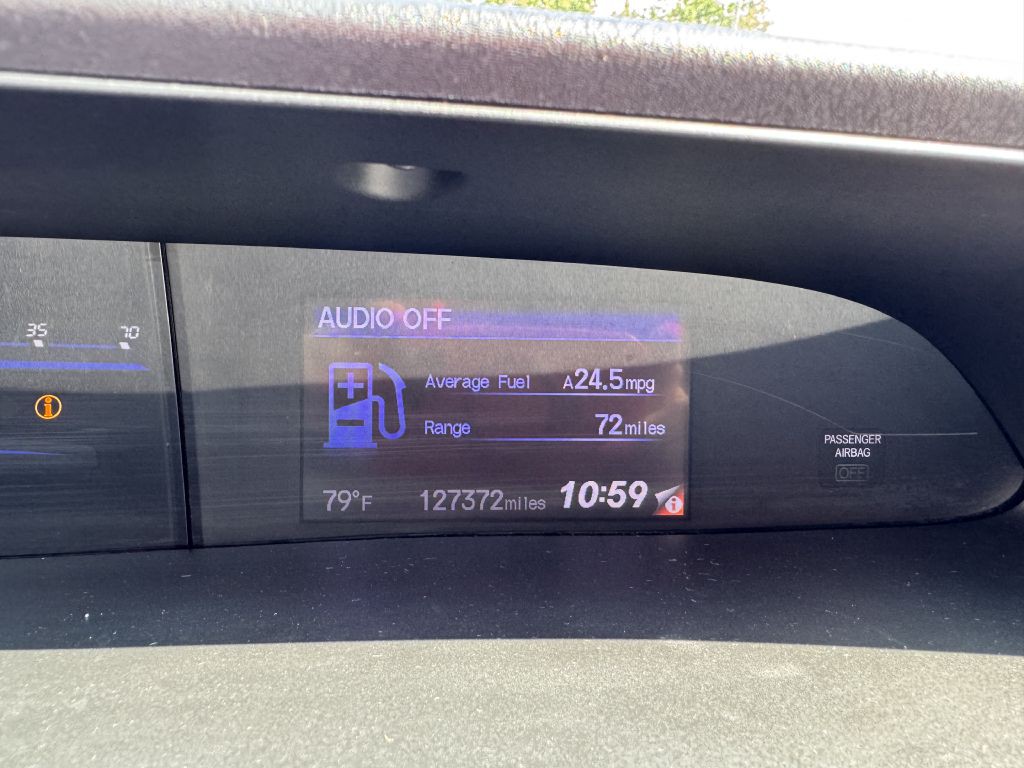 AUDIO OFF
35 70
Average Fuel A24.5mpg
Range 72miles
PASSENGER
AIRBAG
OFF
79°F 127372miles 10:59